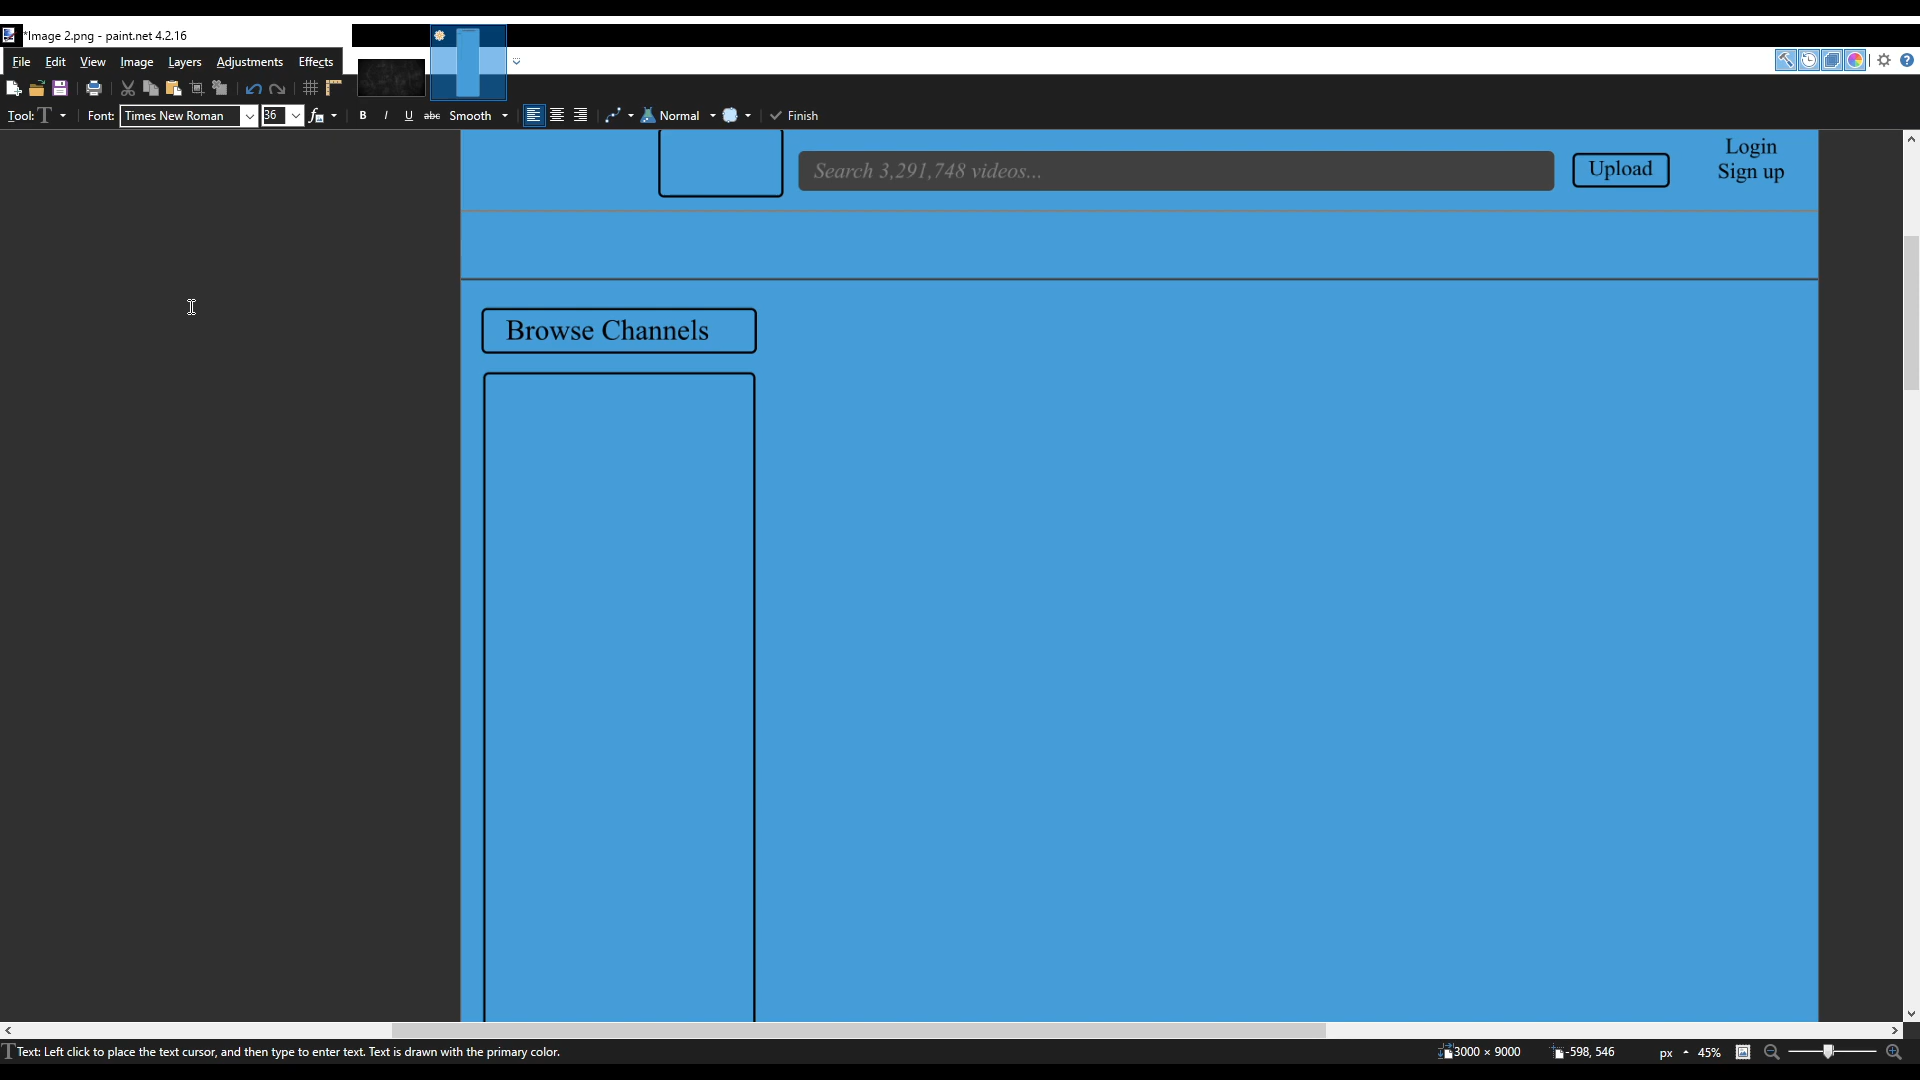 *Image 2.png - paint.net 4.2.16
File Edit View Image Layers Adjustments Effects
Tool: T Font: Times New Roman 36 B I U abc Smooth Normal Finish
Login
Search 3,291,748 videos... Upload
Sign up
Browse Channels
Text: Left click to place the text cursor, and then type to enter text. Text is drawn with the primary color. 3000 × 9000 -598, 546 px 45%